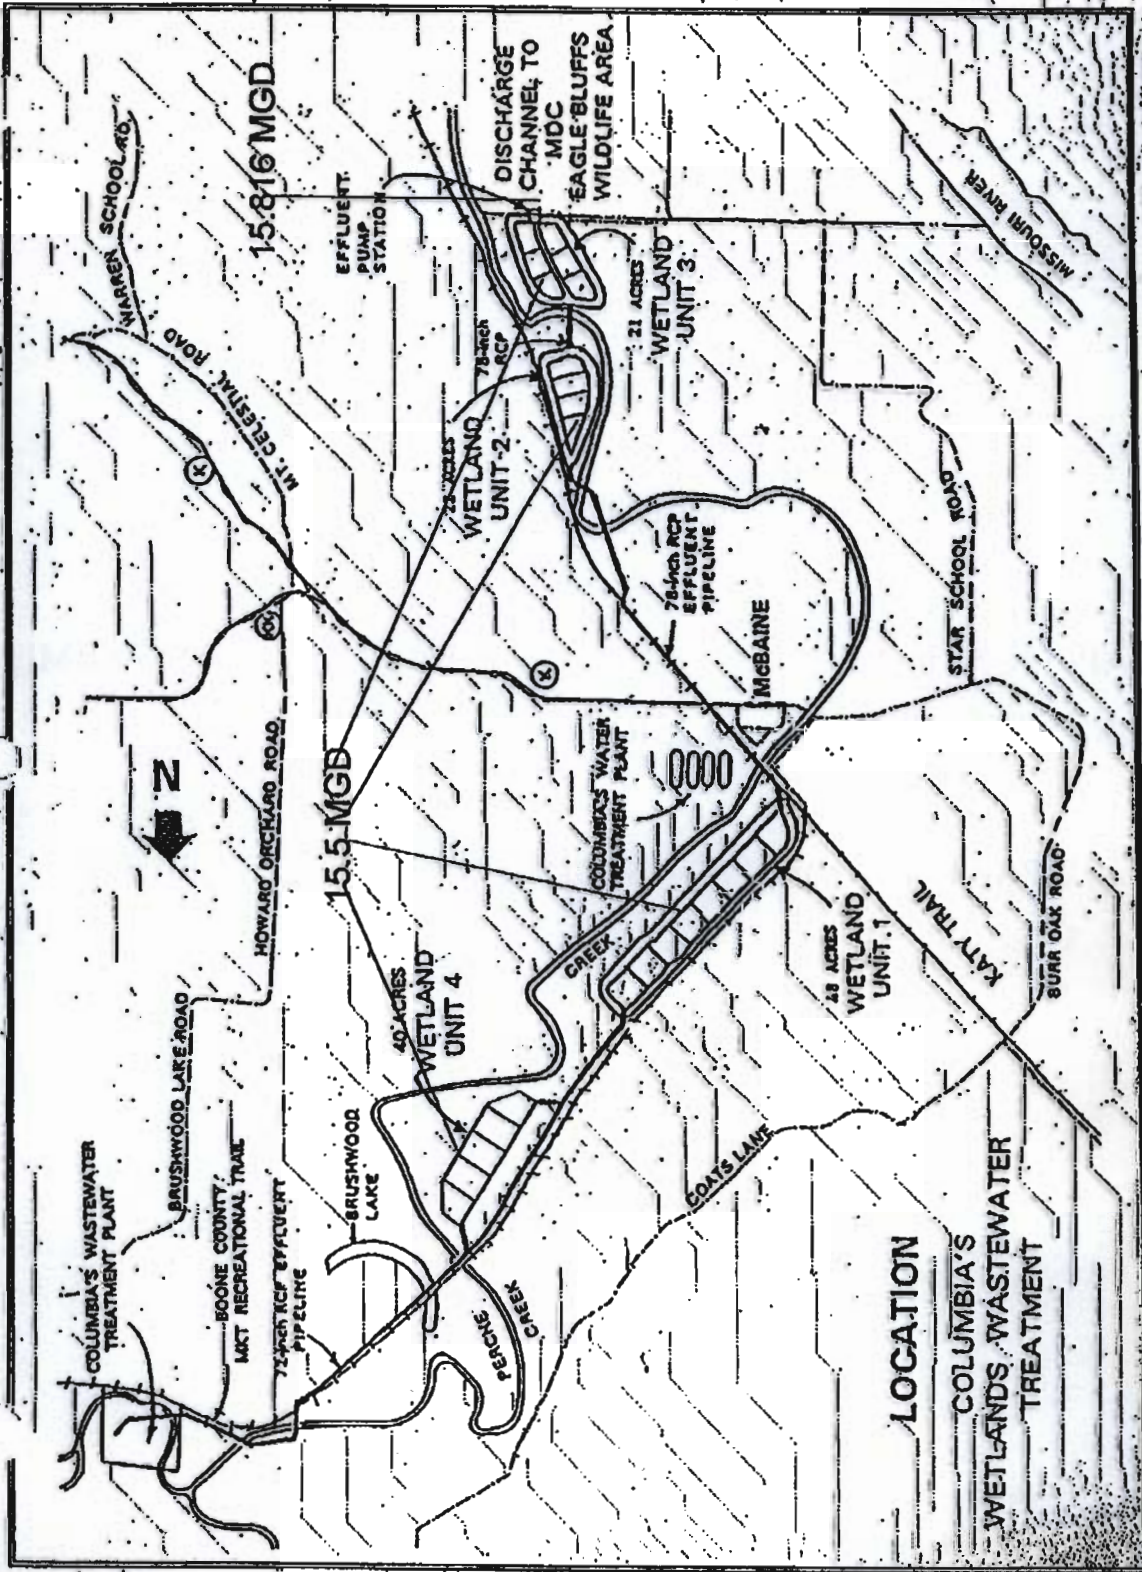 COLUMBIA'S WASTEWATER
TREATMENT PLANT
BOONE COUNTY
MKT RECREATIONAL TRAIL
72-inch RCP EFFLUENT
PIPELINE
BRUSHWOOD LAKE ROAD
BRUSHWOOD
LAKE
PERCHE
CREEK
40 ACRES
WETLAND
UNIT 4
HOWARD ORCHARD ROAD
N
15.5 MGD
CREEK
COLUMBIA'S WATER
TREATMENT PLANT
48 ACRES
WETLAND
UNIT 1
KATY TRAIL
COATS LANE
BURR OAK ROAD
McBAINE
78-inch RCP
EFFLUENT
PIPELINE
STAR SCHOOL ROAD
KK
K
K
MT. CELESTIAL ROAD
WARREN SCHOOL RD
WETLAND
UNIT 2
78-inch
RCP
21 ACRES
WETLAND
UNIT 3
15.816 MGD
EFFLUENT
PUMP
STATION
DISCHARGE
CHANNEL TO
MDC
EAGLE BLUFFS
WILDLIFE AREA
MISSOURI RIVER
LOCATION
COLUMBIA'S
WETLANDS WASTEWATER
TREATMENT